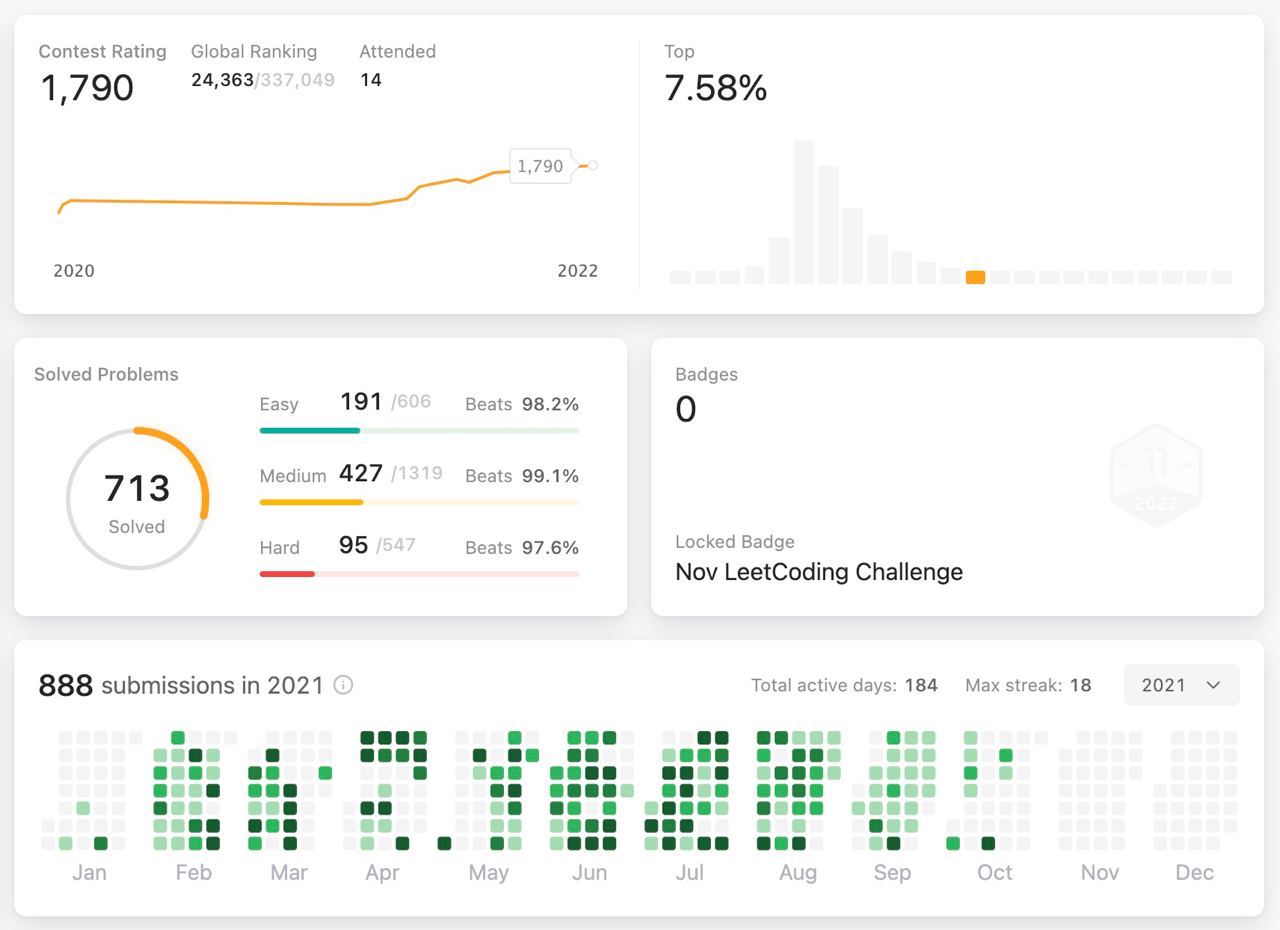 Contest Rating Global Ranking Attended
1,790 24,363/337,049 14
1,790
2020 2022
Top
7.58%
Solved Problems
713
Solved
Easy 191 /606 Beats 98.2%
Medium 427 /1319 Beats 99.1%
Hard 95 /547 Beats 97.6%
Badges
0
11
2022
Locked Badge
Nov LeetCoding Challenge
888 submissions in 2021 Total active days: 184 Max streak: 18 2021
Jan Feb Mar Apr May Jun Jul Aug Sep Oct Nov Dec